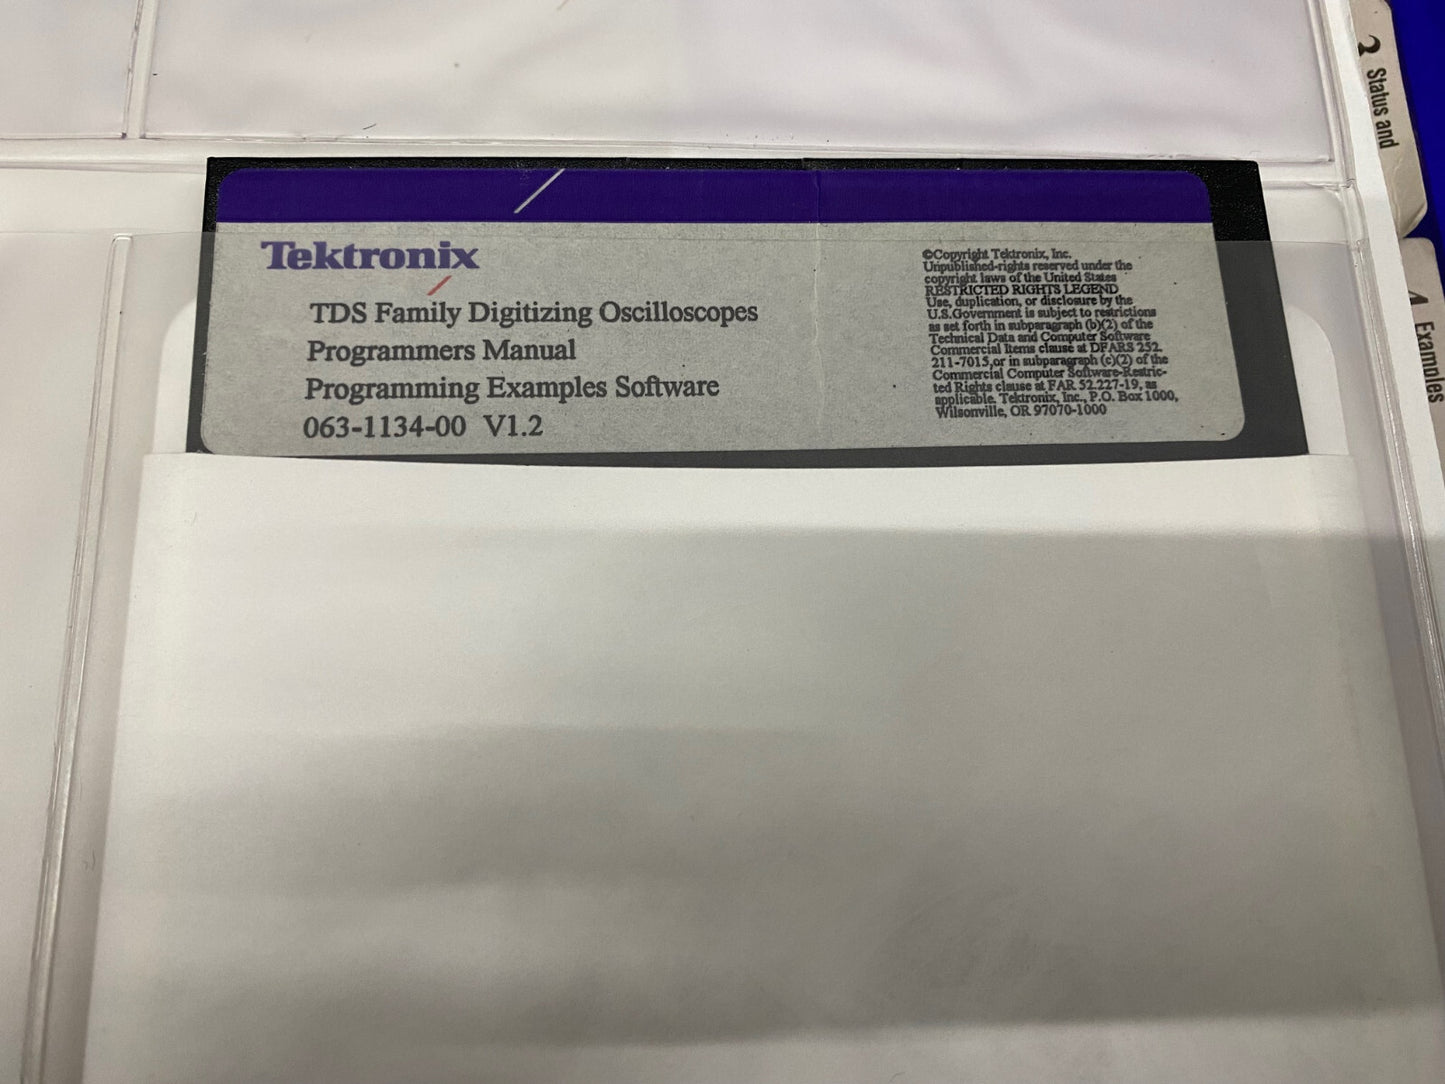 Tektronix
TDS Family Digitizing Oscilloscopes
Programmers Manual
Programming Examples Software
063-1134-00 V1.2
©Copyright Tektronix, Inc.
Unpublished-rights reserved under the
copyright laws of the United States
RESTRICTED RIGHTS LEGEND
Use, duplication, or disclosure by the
U.S.Government is subject to restrictions
as set forth in subparagraph (b)(2) of the
Technical Data and Computer Software
Commercial Items clause at DFARS 252.
211-7015,or in subparagraph (c)(2) of the
Commercial Computer Software-Restric-
ted Rights clause at FAR 52.227-19, as
applicable. Tektronix, Inc., P.O. Box 1000,
Wilsonville, OR 97070-1000
Status and
4 Examples